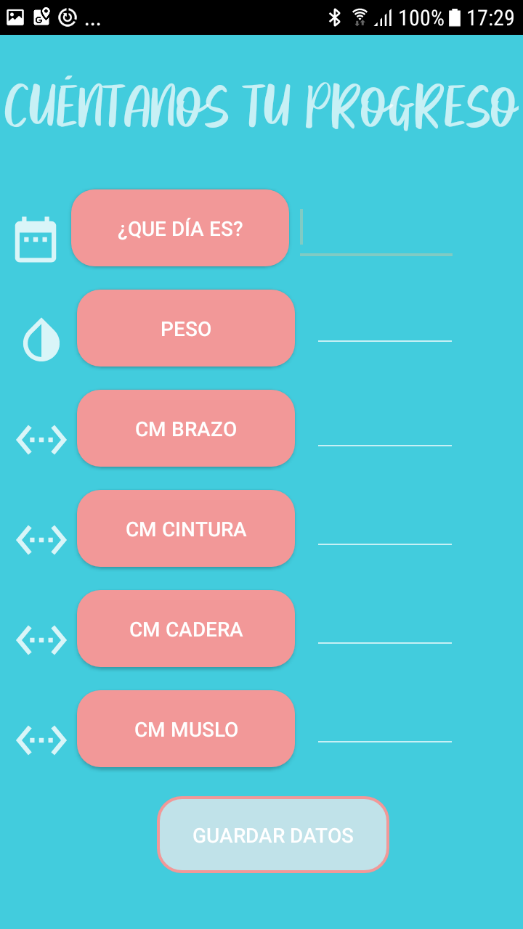 ... 100% 17:29
CUÉNTANOS TU PROGRESO
¿QUE DÍA ES?
PESO
CM BRAZO
CM CINTURA
CM CADERA
CM MUSLO
GUARDAR DATOS